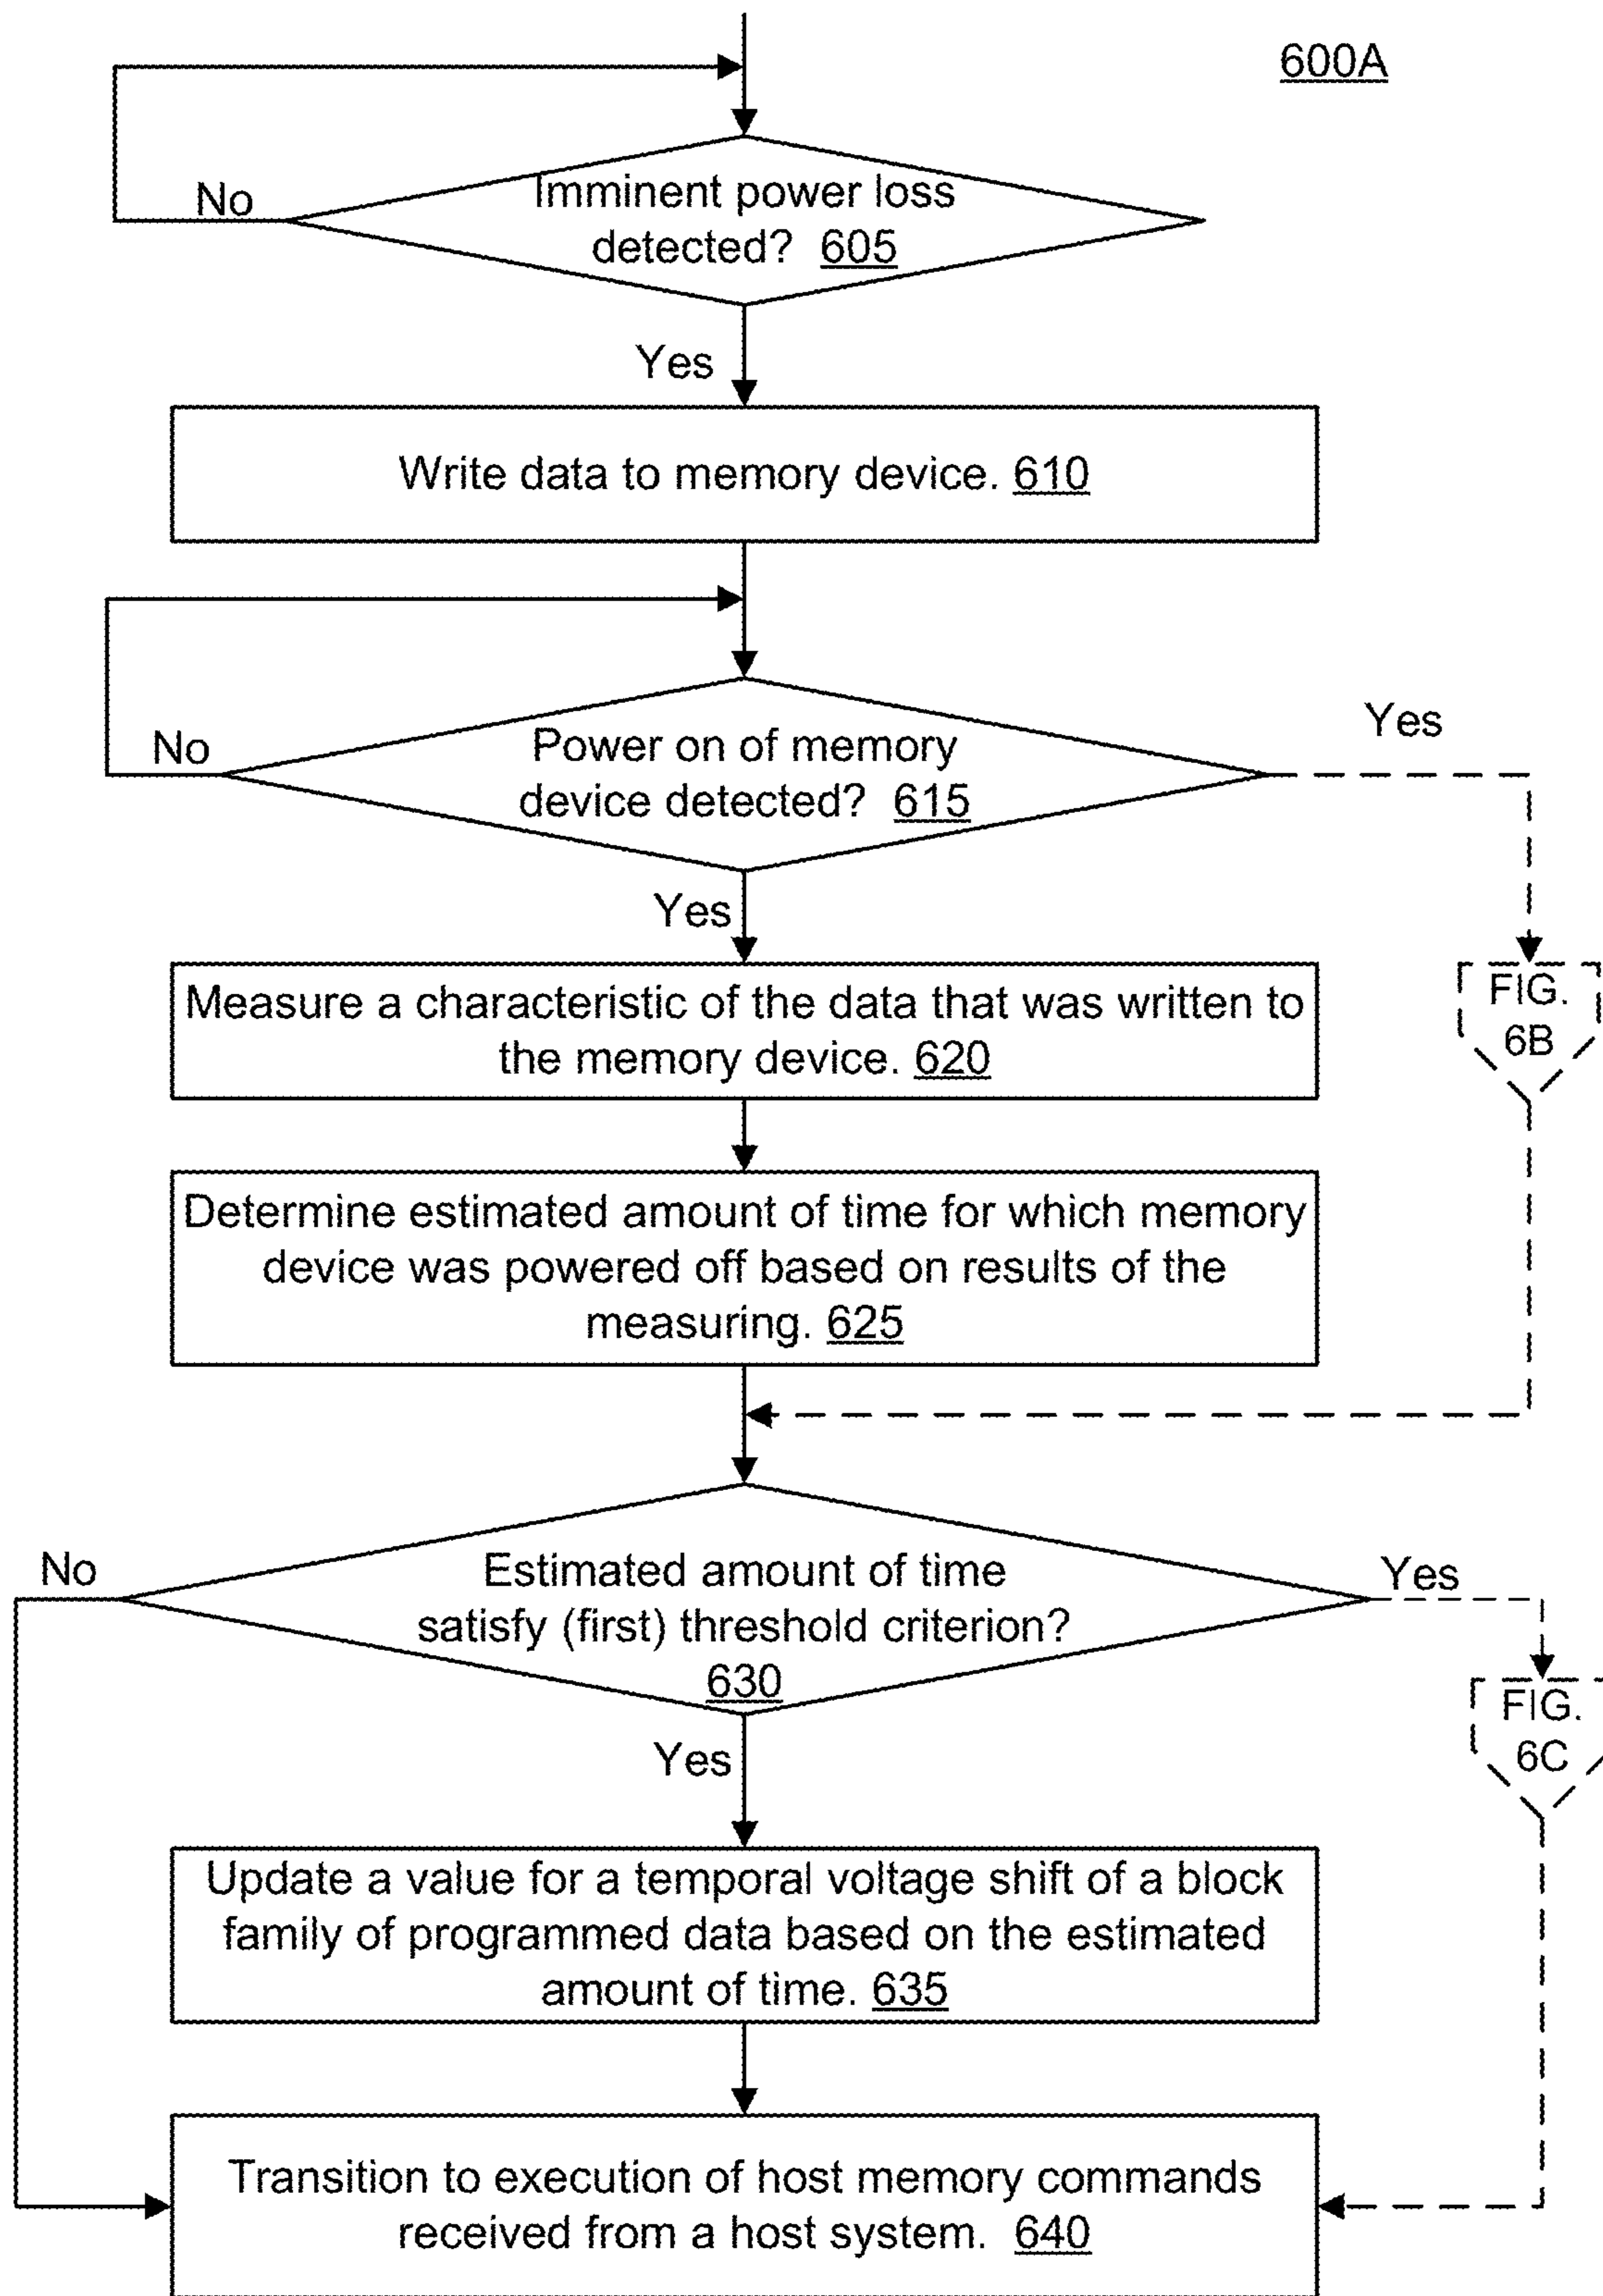 600A
Imminent power loss
detected? 605
No
Yes
Write data to memory device. 610
Power on of memory
device detected? 615
No
Yes
Yes
Measure a characteristic of the data that was written to
the memory device. 620
FIG.
6B
Determine estimated amount of time for which memory
device was powered off based on results of the
measuring. 625
Estimated amount of time
satisfy (first) threshold criterion?
630
No
Yes
Yes
FIG.
6C
Update a value for a temporal voltage shift of a block
family of programmed data based on the estimated
amount of time. 635
Transition to execution of host memory commands
received from a host system. 640